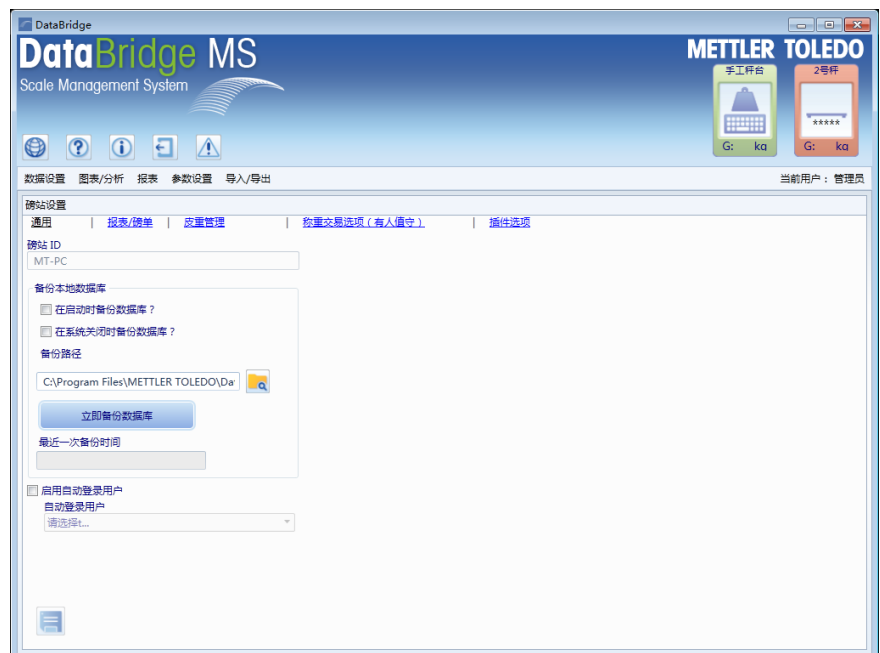 DataBridge
DataBridge MS
Scale Management System
METTLER TOLEDO
手工秤台
2号秤
*****
G: kg
G: kg
数据设置 图表/分析 报表 参数设置 导入/导出
当前用户： 管理员
磅站设置
通用 | 报表/磅单 | 皮重管理 | 称重交易选项（有人值守） | 插件选项
磅站 ID
MT-PC
备份本地数据库
在启动时备份数据库？
在系统关闭时备份数据库？
备份路径
C:\Program Files\METTLER TOLEDO\Da
立即备份数据库
最近一次备份时间
启用自动登录用户
自动登录用户
请选择t...